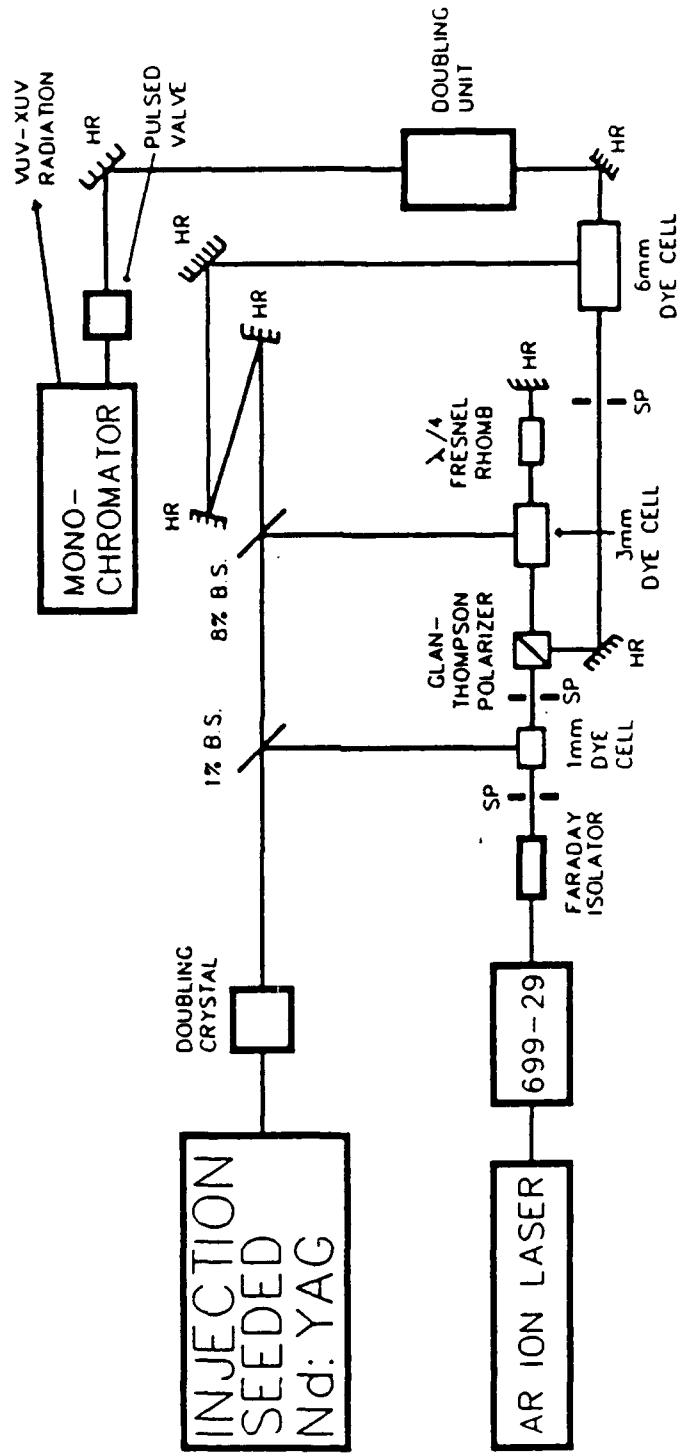 INJECTION
SEEDED
Nd: YAG
DOUBLING
CRYSTAL
1% B.S.
8% B.S.
HR
HR
HR
MONO-
CHROMATOR
VUV-XUV
RADIATION
HR
PULSED
VALVE
AR ION LASER
699-29
FARADAY
ISOLATOR
SP
1mm
DYE
CELL
SP
GLAN-
THOMPSON
POLARIZER
HR
3mm
DYE CELL
λ/4
FRESNEL
RHOMB
HR
SP
6mm
DYE CELL
HR
DOUBLING
UNIT